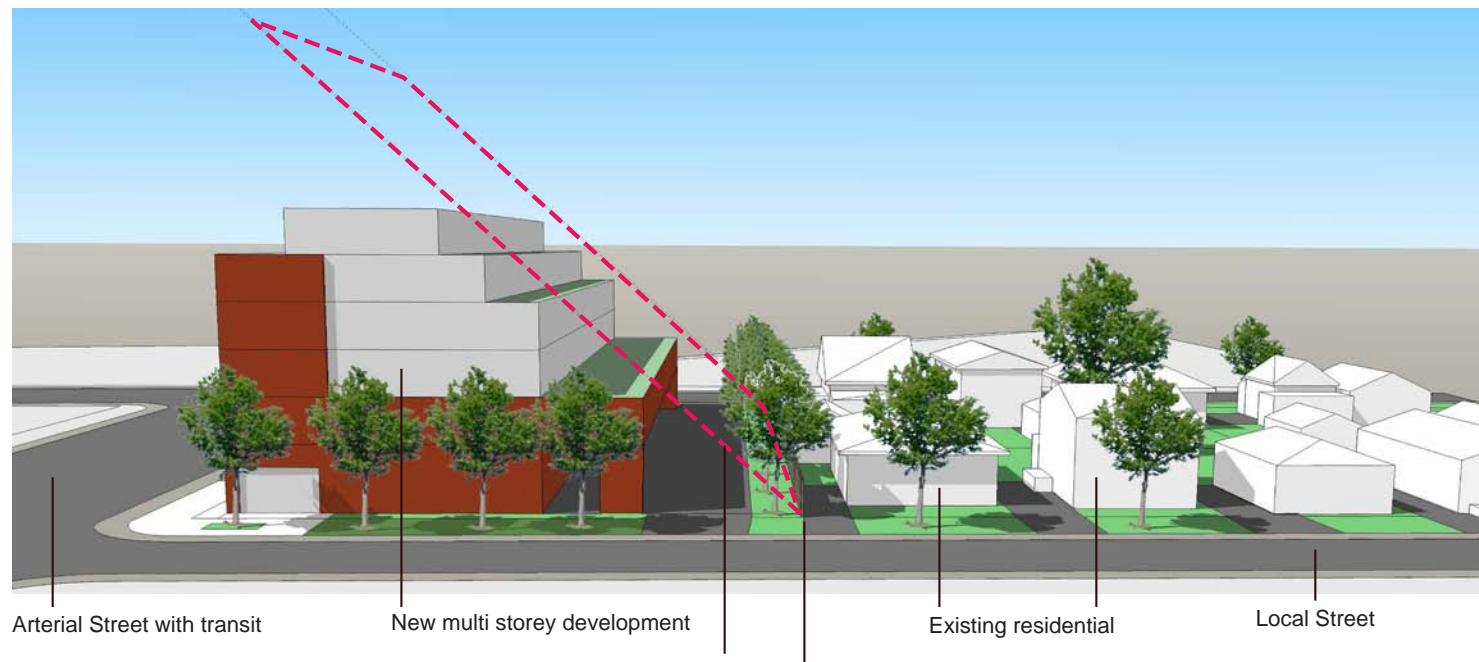 Arterial Street with transit
New multi storey development
Existing residential
Local Street